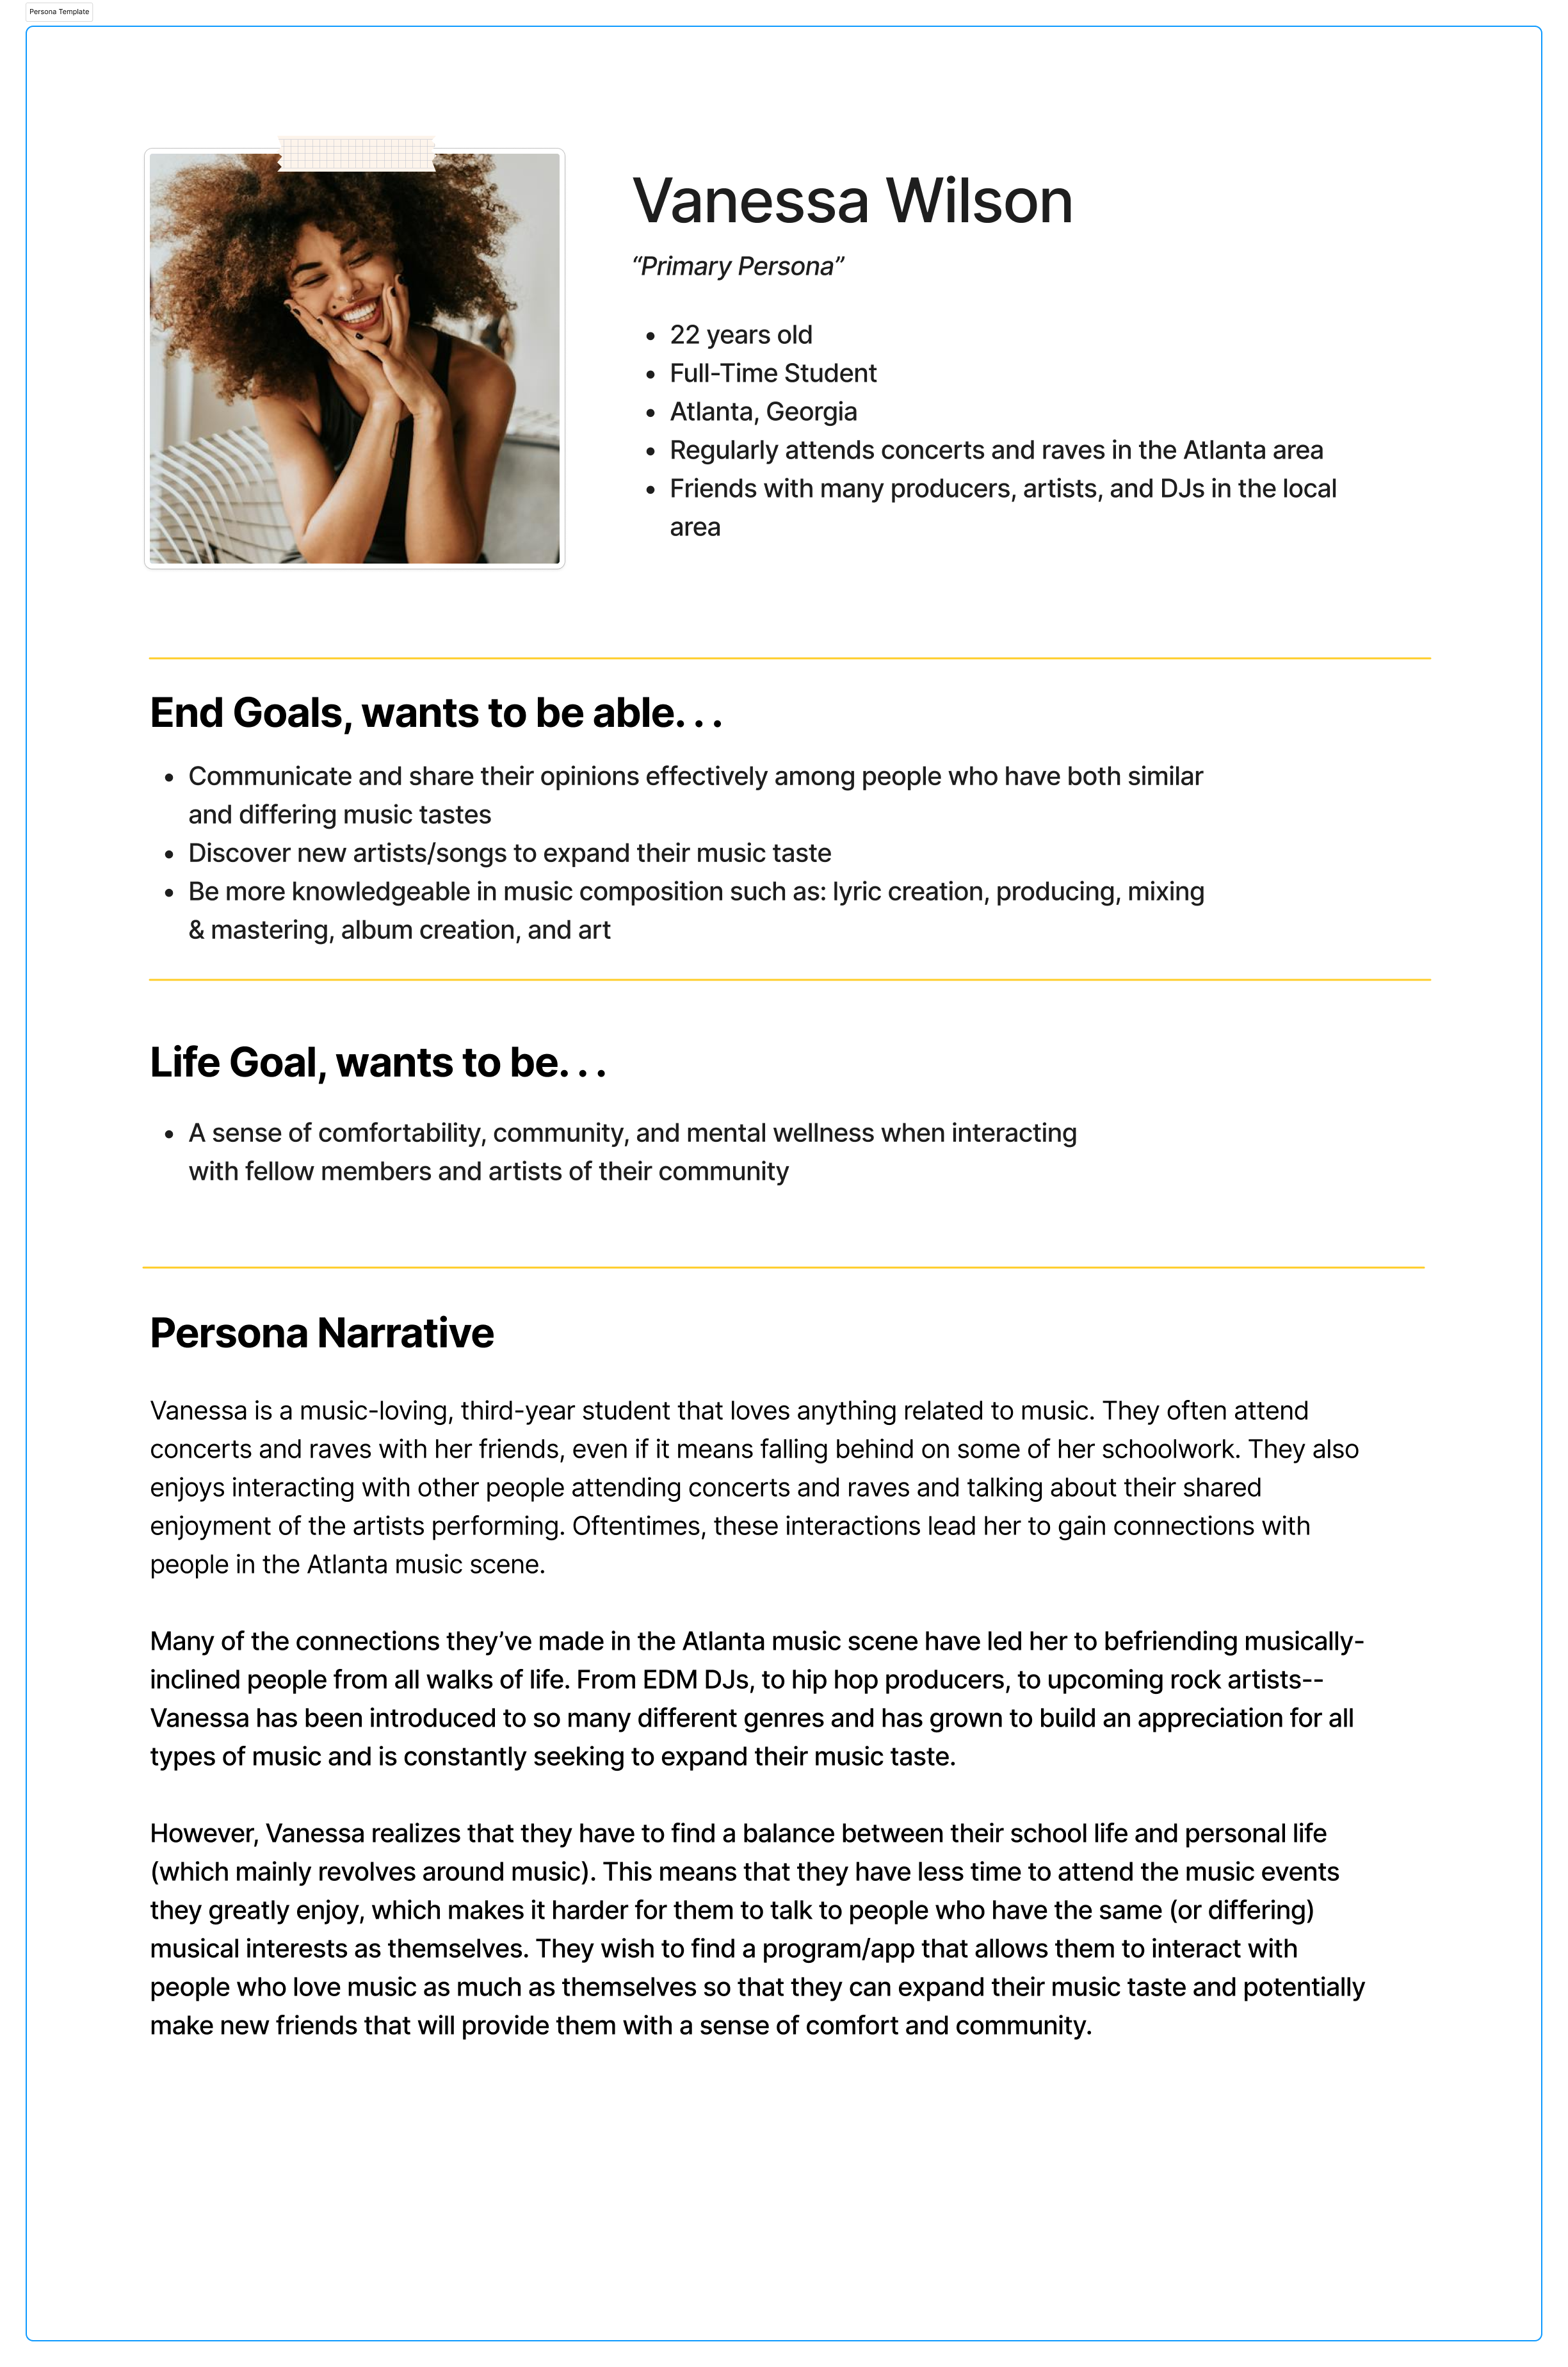 Persona Template
Vanessa Wilson
“Primary Persona”
• 22 years old
• Full-Time Student
• Atlanta, Georgia
• Regularly attends concerts and raves in the Atlanta area
• Friends with many producers, artists, and DJs in the local
area
End Goals, wants to be able. . .
• Communicate and share their opinions effectively among people who have both similar
and differing music tastes
• Discover new artists/songs to expand their music taste
• Be more knowledgeable in music composition such as: lyric creation, producing, mixing
& mastering, album creation, and art
Life Goal, wants to be. . .
• A sense of comfortability, community, and mental wellness when interacting
with fellow members and artists of their community
Persona Narrative
Vanessa is a music-loving, third-year student that loves anything related to music. They often attend
concerts and raves with her friends, even if it means falling behind on some of her schoolwork. They also
enjoys interacting with other people attending concerts and raves and talking about their shared
enjoyment of the artists performing. Oftentimes, these interactions lead her to gain connections with
people in the Atlanta music scene.
Many of the connections they’ve made in the Atlanta music scene have led her to befriending musically-
inclined people from all walks of life. From EDM DJs, to hip hop producers, to upcoming rock artists--
Vanessa has been introduced to so many different genres and has grown to build an appreciation for all
types of music and is constantly seeking to expand their music taste.
However, Vanessa realizes that they have to find a balance between their school life and personal life
(which mainly revolves around music). This means that they have less time to attend the music events
they greatly enjoy, which makes it harder for them to talk to people who have the same (or differing)
musical interests as themselves. They wish to find a program/app that allows them to interact with
people who love music as much as themselves so that they can expand their music taste and potentially
make new friends that will provide them with a sense of comfort and community.